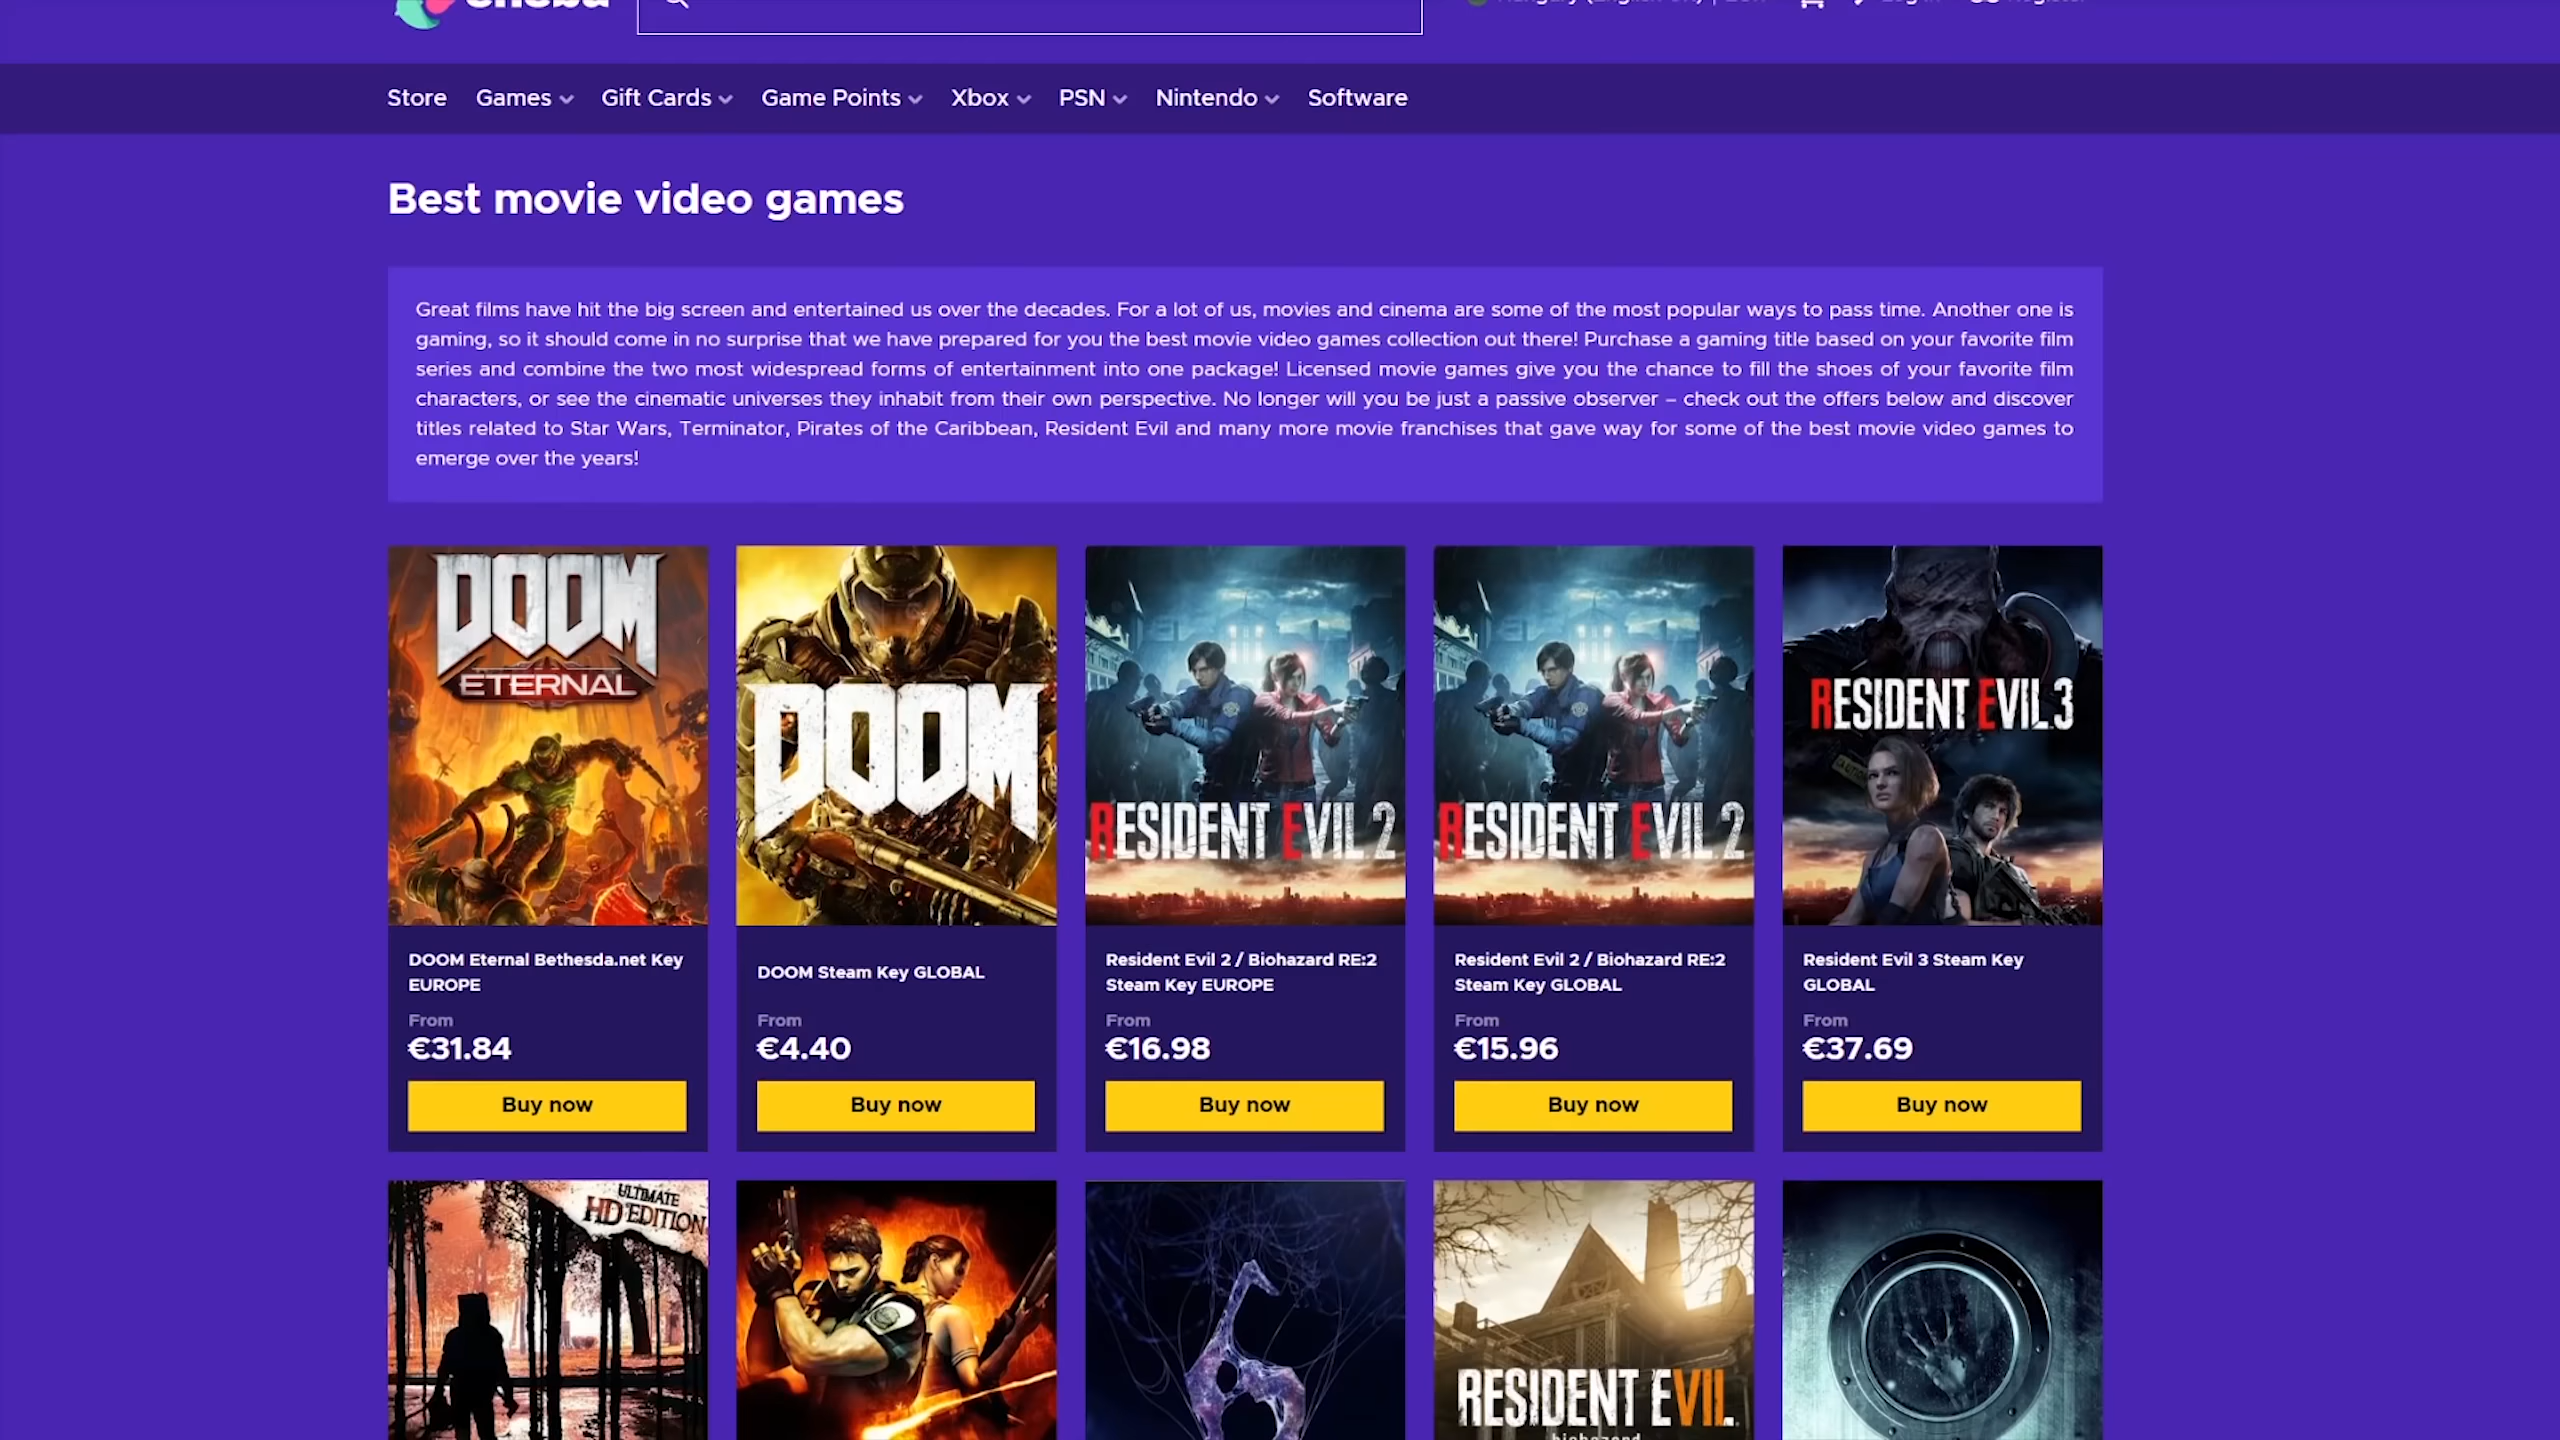 Store Games Gift Cards Game Points Xbox PSN Nintendo Software
Best movie video games
Great films have hit the big screen and entertained us over the decades. For a lot of us, movies and cinema are some of the most popular ways to pass time. Another one is
gaming, so it should come in no surprise that we have prepared for you the best movie video games collection out there! Purchase a gaming title based on your favorite film
series and combine the two most widespread forms of entertainment into one package! Licensed movie games give you the chance to fill the shoes of your favorite film
characters, or see the cinematic universes they inhabit from their own perspective. No longer will you be just a passive observer – check out the offers below and discover
titles related to Star Wars, Terminator, Pirates of the Caribbean, Resident Evil and many more movie franchises that gave way for some of the best movie video games to
emerge over the years!
DOOM
ETERNAL
DOOM
RESIDENT EVIL 2
RESIDENT EVIL 2
RESIDENT EVIL 3
DOOM Eternal Bethesda.net Key
EUROPE
From
€31.84
Buy now
DOOM Steam Key GLOBAL
From
€4.40
Buy now
Resident Evil 2 / Biohazard RE:2
Steam Key EUROPE
From
€16.98
Buy now
Resident Evil 2 / Biohazard RE:2
Steam Key GLOBAL
From
€15.96
Buy now
Resident Evil 3 Steam Key
GLOBAL
From
€37.69
Buy now
ULTIMATE
HD EDITION
6
RESIDENT EVIL